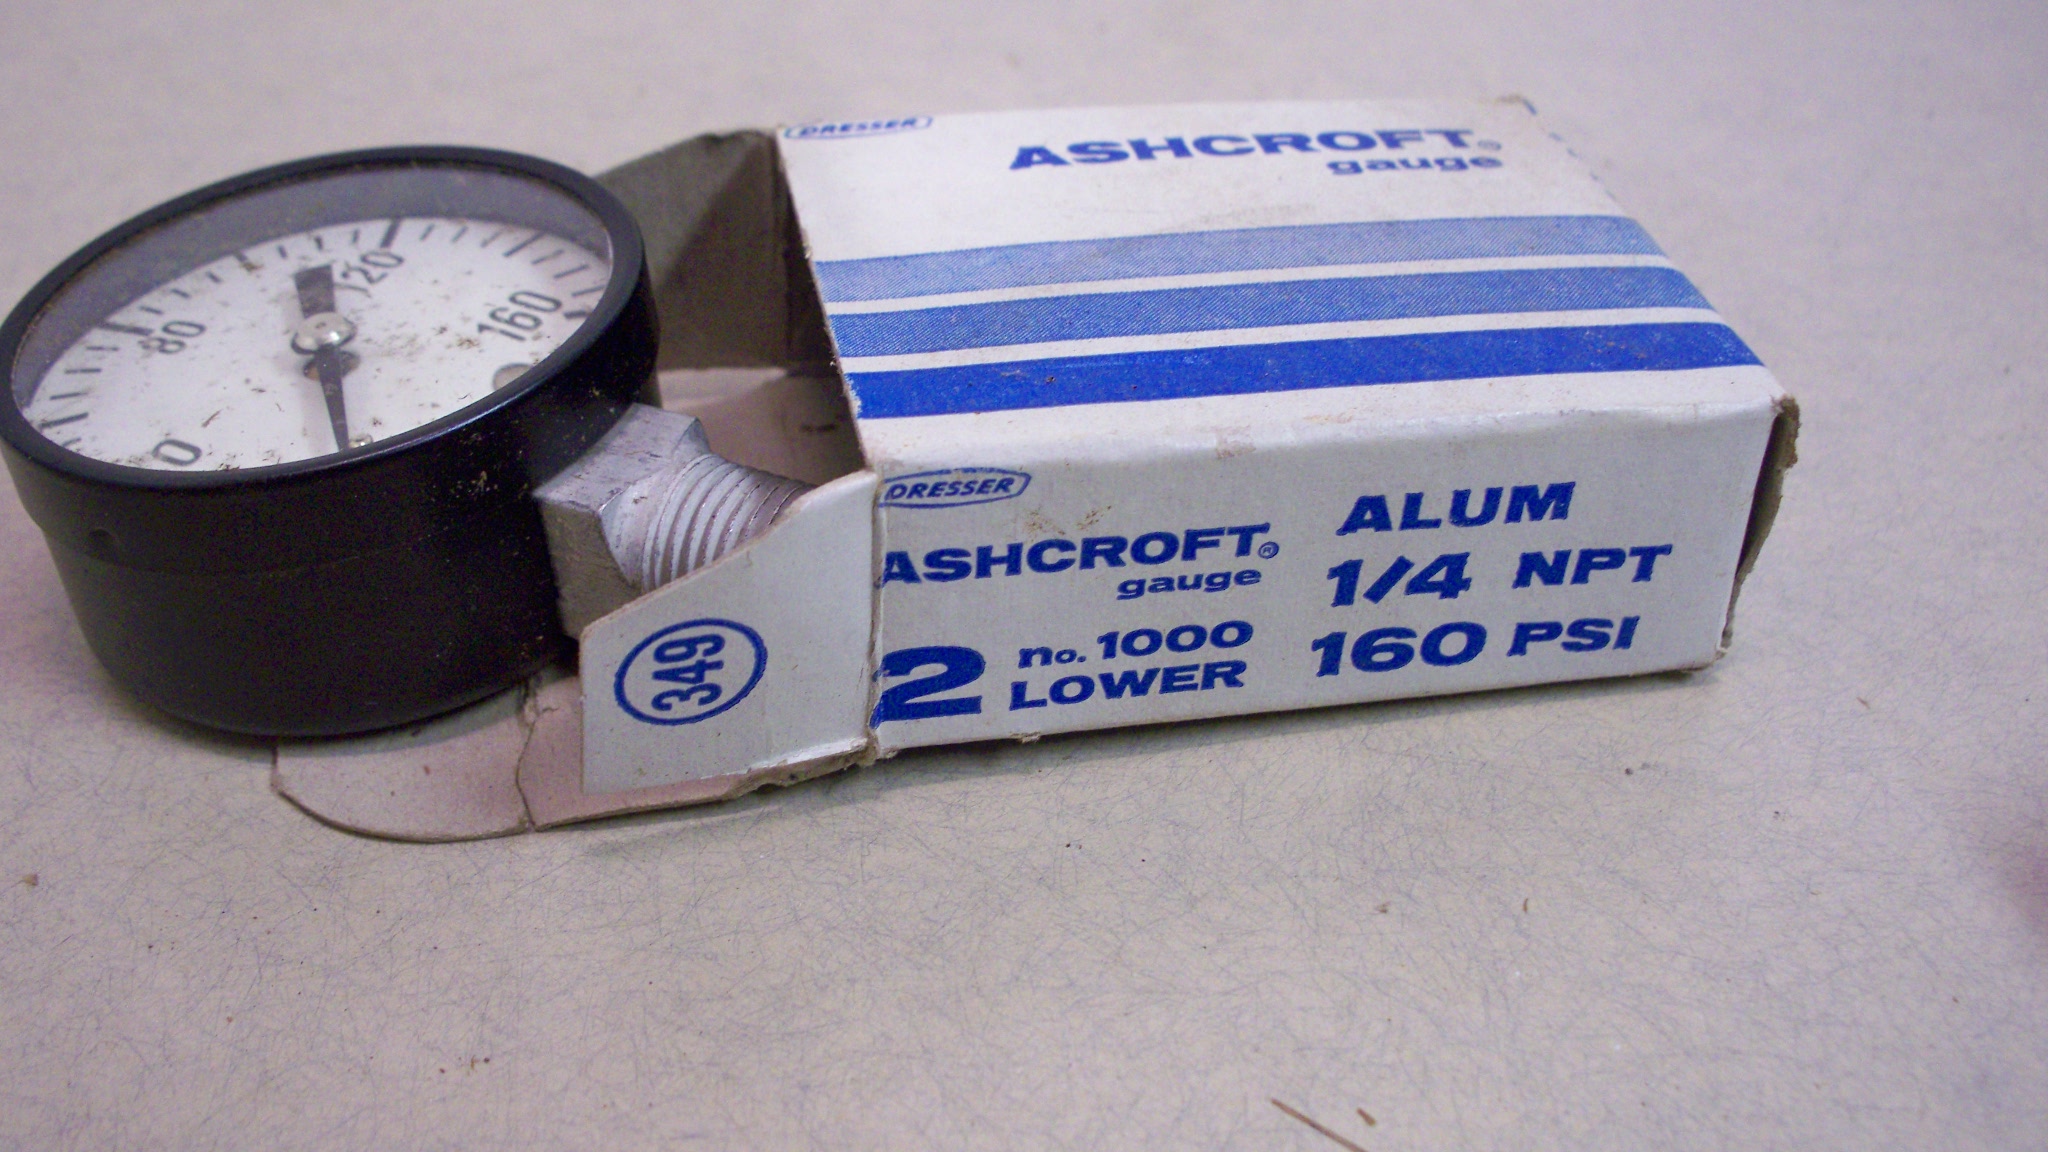 DRESSER
ASHCROFT®
gauge
DRESSER
ASHCROFT®
gauge
2 no. 1000
LOWER
ALUM
1/4 NPT
160 PSI
349
0
80
120
160